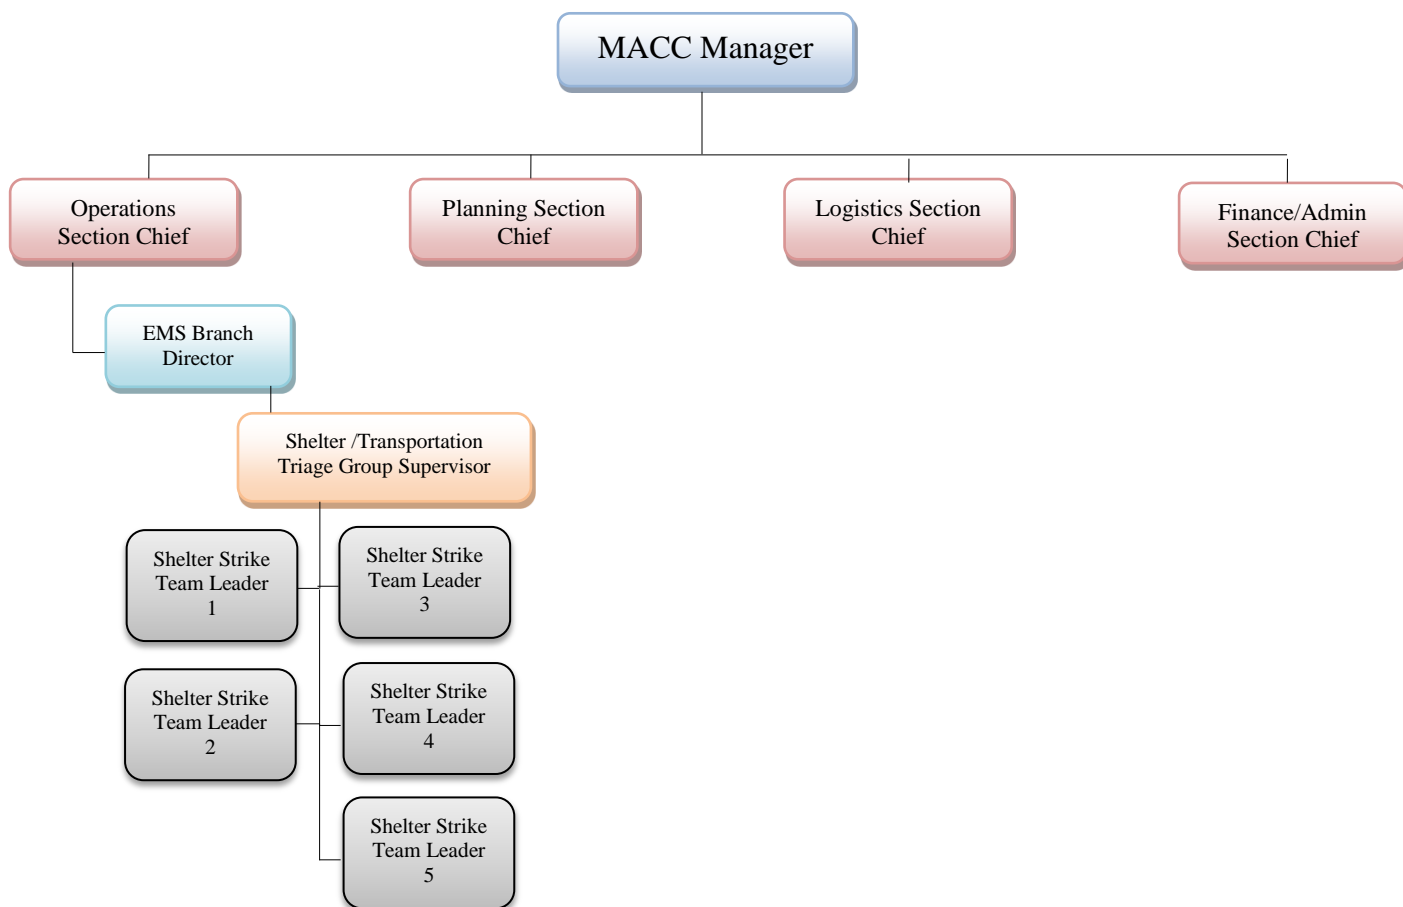 MACC Manager
Operations
Section Chief
Planning Section
Chief
Logistics Section
Chief
Finance/Admin
Section Chief
EMS Branch
Director
Shelter /Transportation
Triage Group Supervisor
Shelter Strike
Team Leader
1
Shelter Strike
Team Leader
3
Shelter Strike
Team Leader
2
Shelter Strike
Team Leader
4
Shelter Strike
Team Leader
5